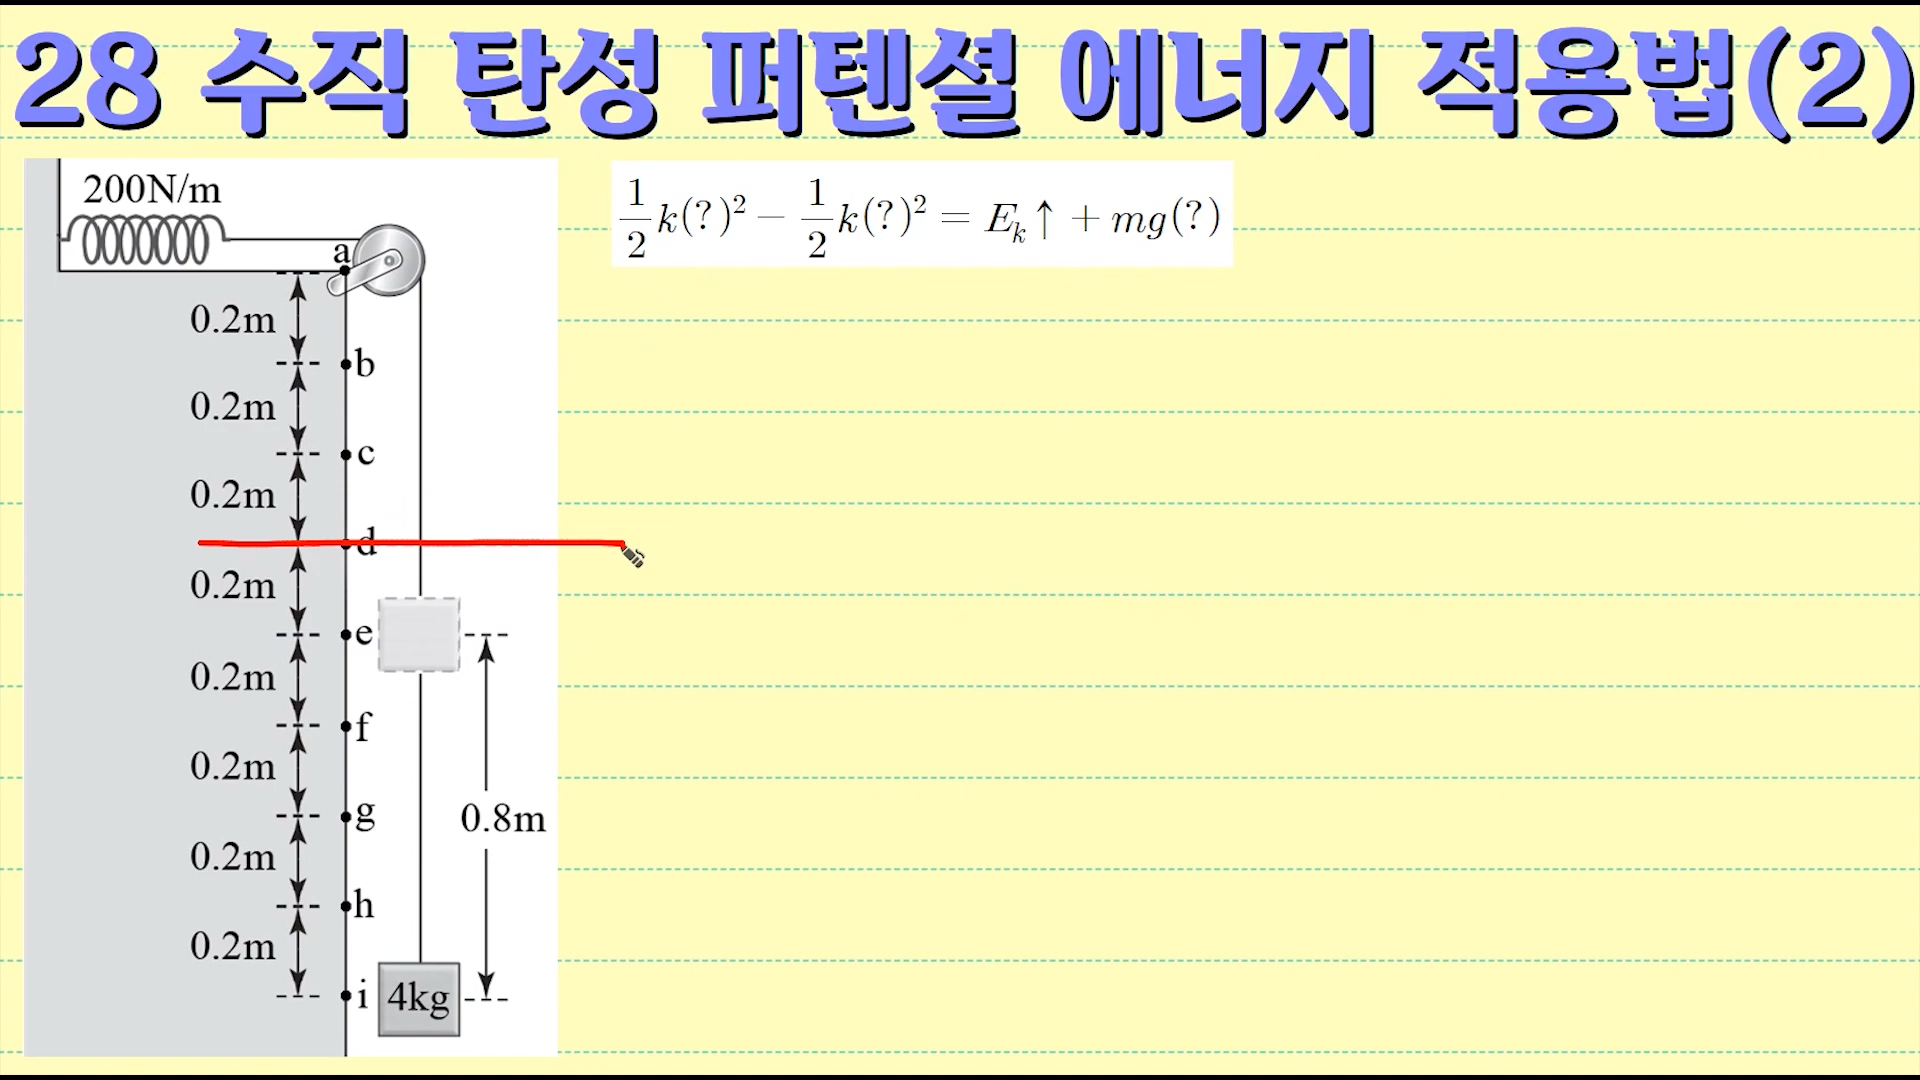 28 수직 탄성 퍼텐셜 에너지 적용법(2)
200N/m
a
0.2m
b
0.2m
c
0.2m
d
0.2m
e
0.2m
f
0.2m
g
0.8m
0.2m
h
0.2m
i
4kg
1/2 k(?)² − 1/2 k(?)² = Eₖ↑ + mg(?)